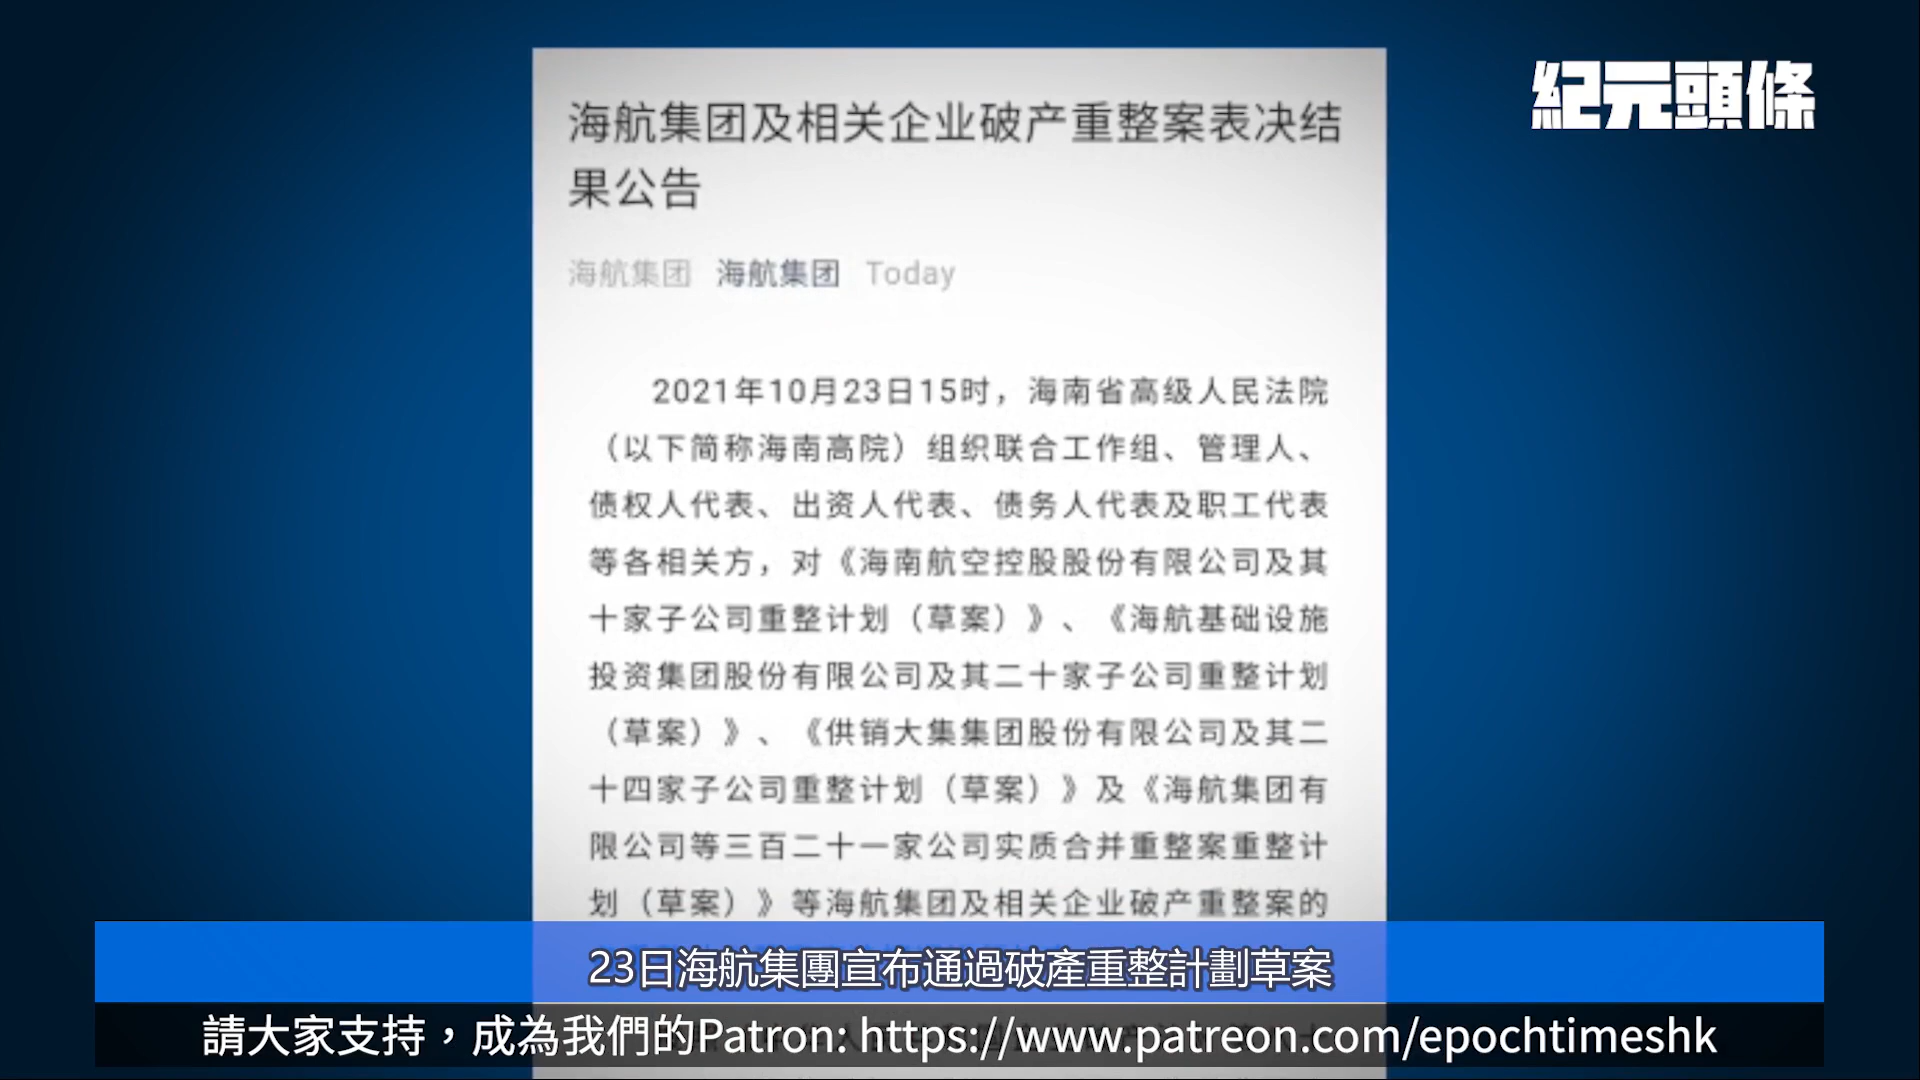 紀元頭條
海航集团及相关企业破产重整案表决结
果公告
海航集团 海航集团 Today
2021年10月23日15时，海南省高级人民法院
（以下简称海南高院）组织联合工作组、管理人、
债权人代表、出资人代表、债务人代表及职工代表
等各相关方，对《海南航空控股股份有限公司及其
十家子公司重整计划（草案）》、《海航基础设施
投资集团股份有限公司及其二十家子公司重整计划
（草案）》、《供销大集集团股份有限公司及其二
十四家子公司重整计划（草案）》及《海航集团有
限公司等三百二十一家公司实质合并重整案重整计
划（草案）》等海航集团及相关企业破产重整案的
23日海航集團宣布通過破產重整計劃草案
請大家支持，成為我們的Patron: https://www.patreon.com/epochtimeshk